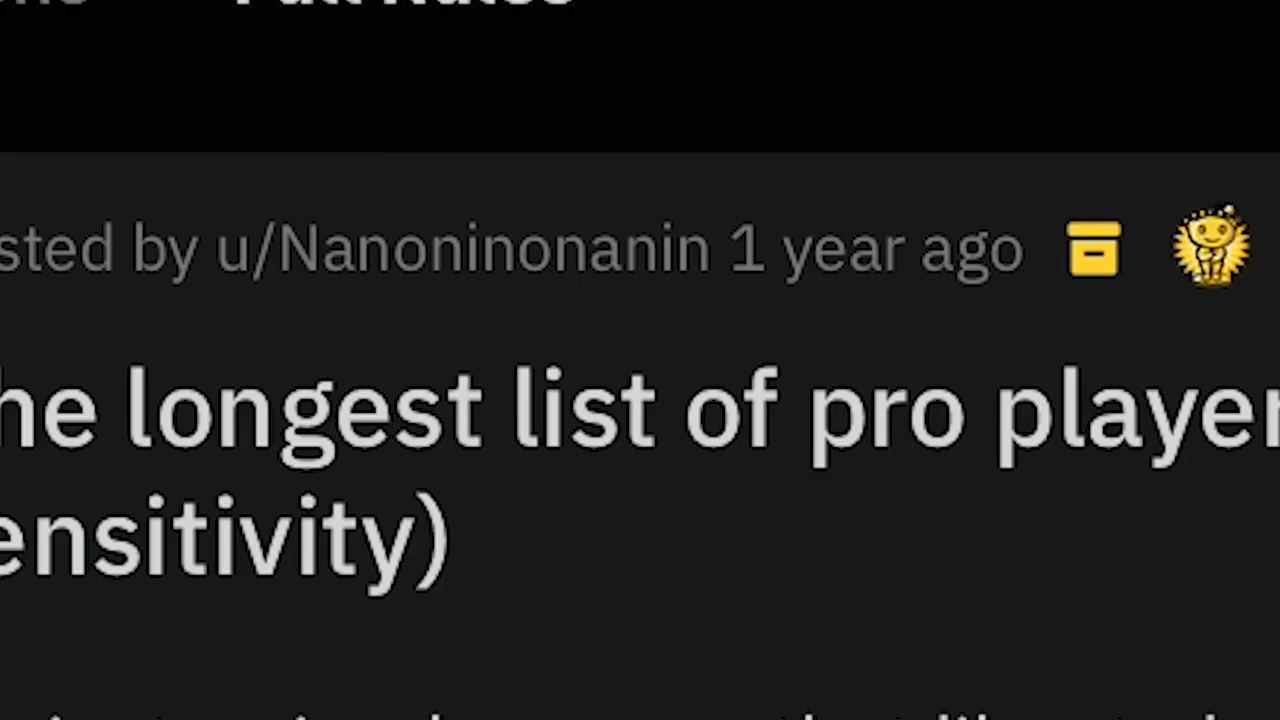 sted by u/Nanoninonanin 1 year ago
he longest list of pro player
ensitivity)